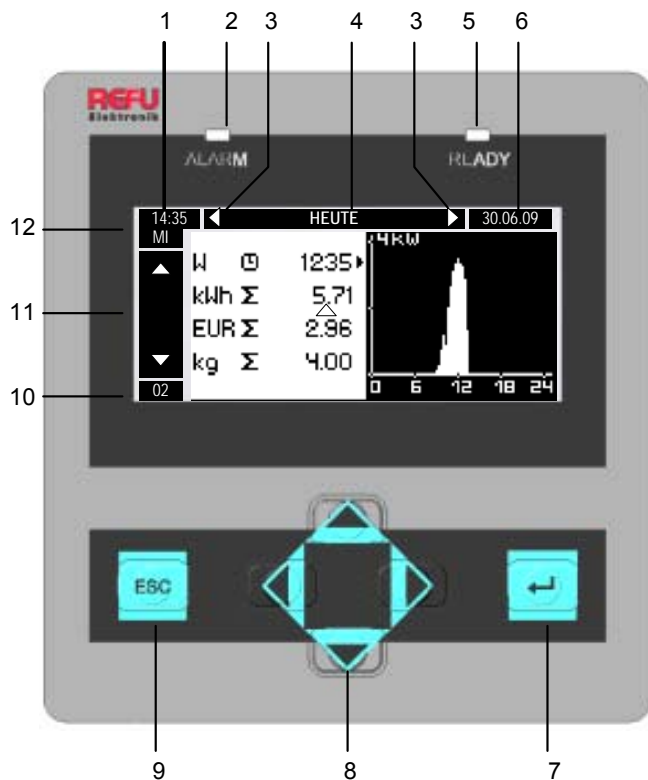 1 2 3 4 3 5 6
REFU
Elektronik
ALARM READY
14:35 HEUTE 30.06.09
12 MI
W 1235
kWh Σ 5.71
EUR Σ 2.96
kg Σ 4.00
4kW
0 6 12 18 24
11
10 02
ESC
9 8 7